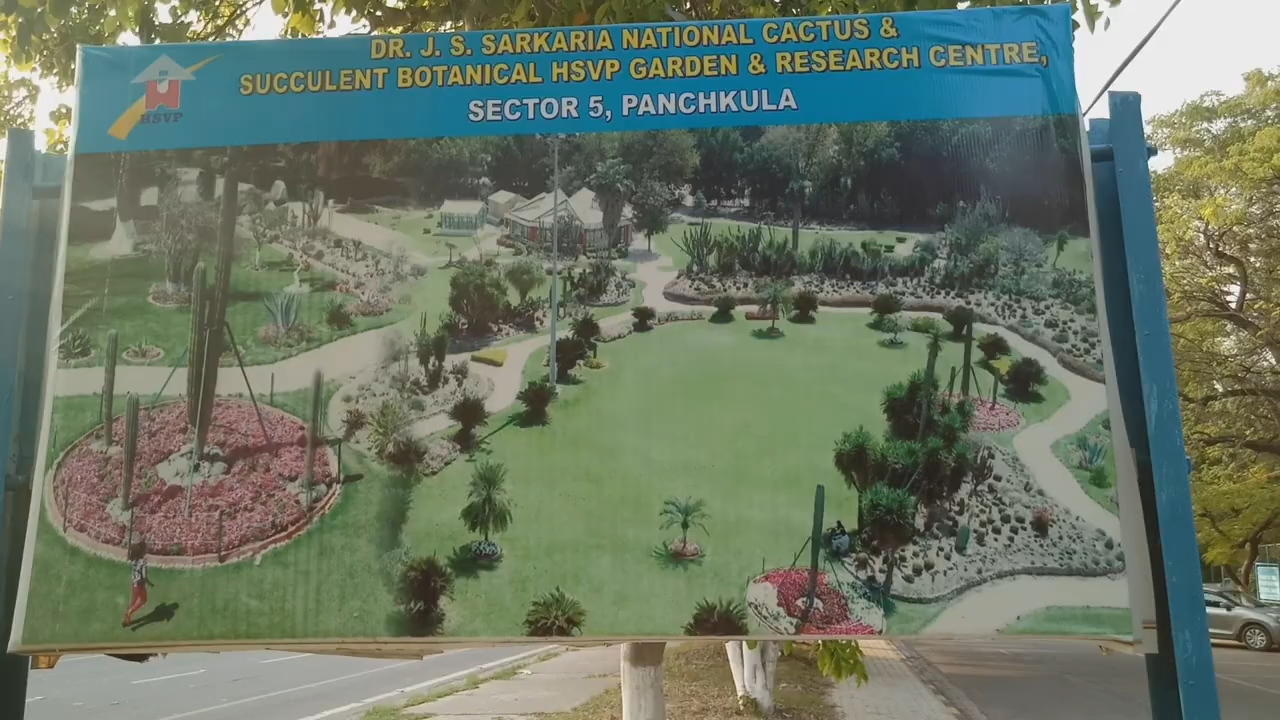 DR. J. S. SARKARIA NATIONAL CACTUS &
SUCCULENT BOTANICAL HSVP GARDEN & RESEARCH CENTRE,
SECTOR 5, PANCHKULA
HSVP